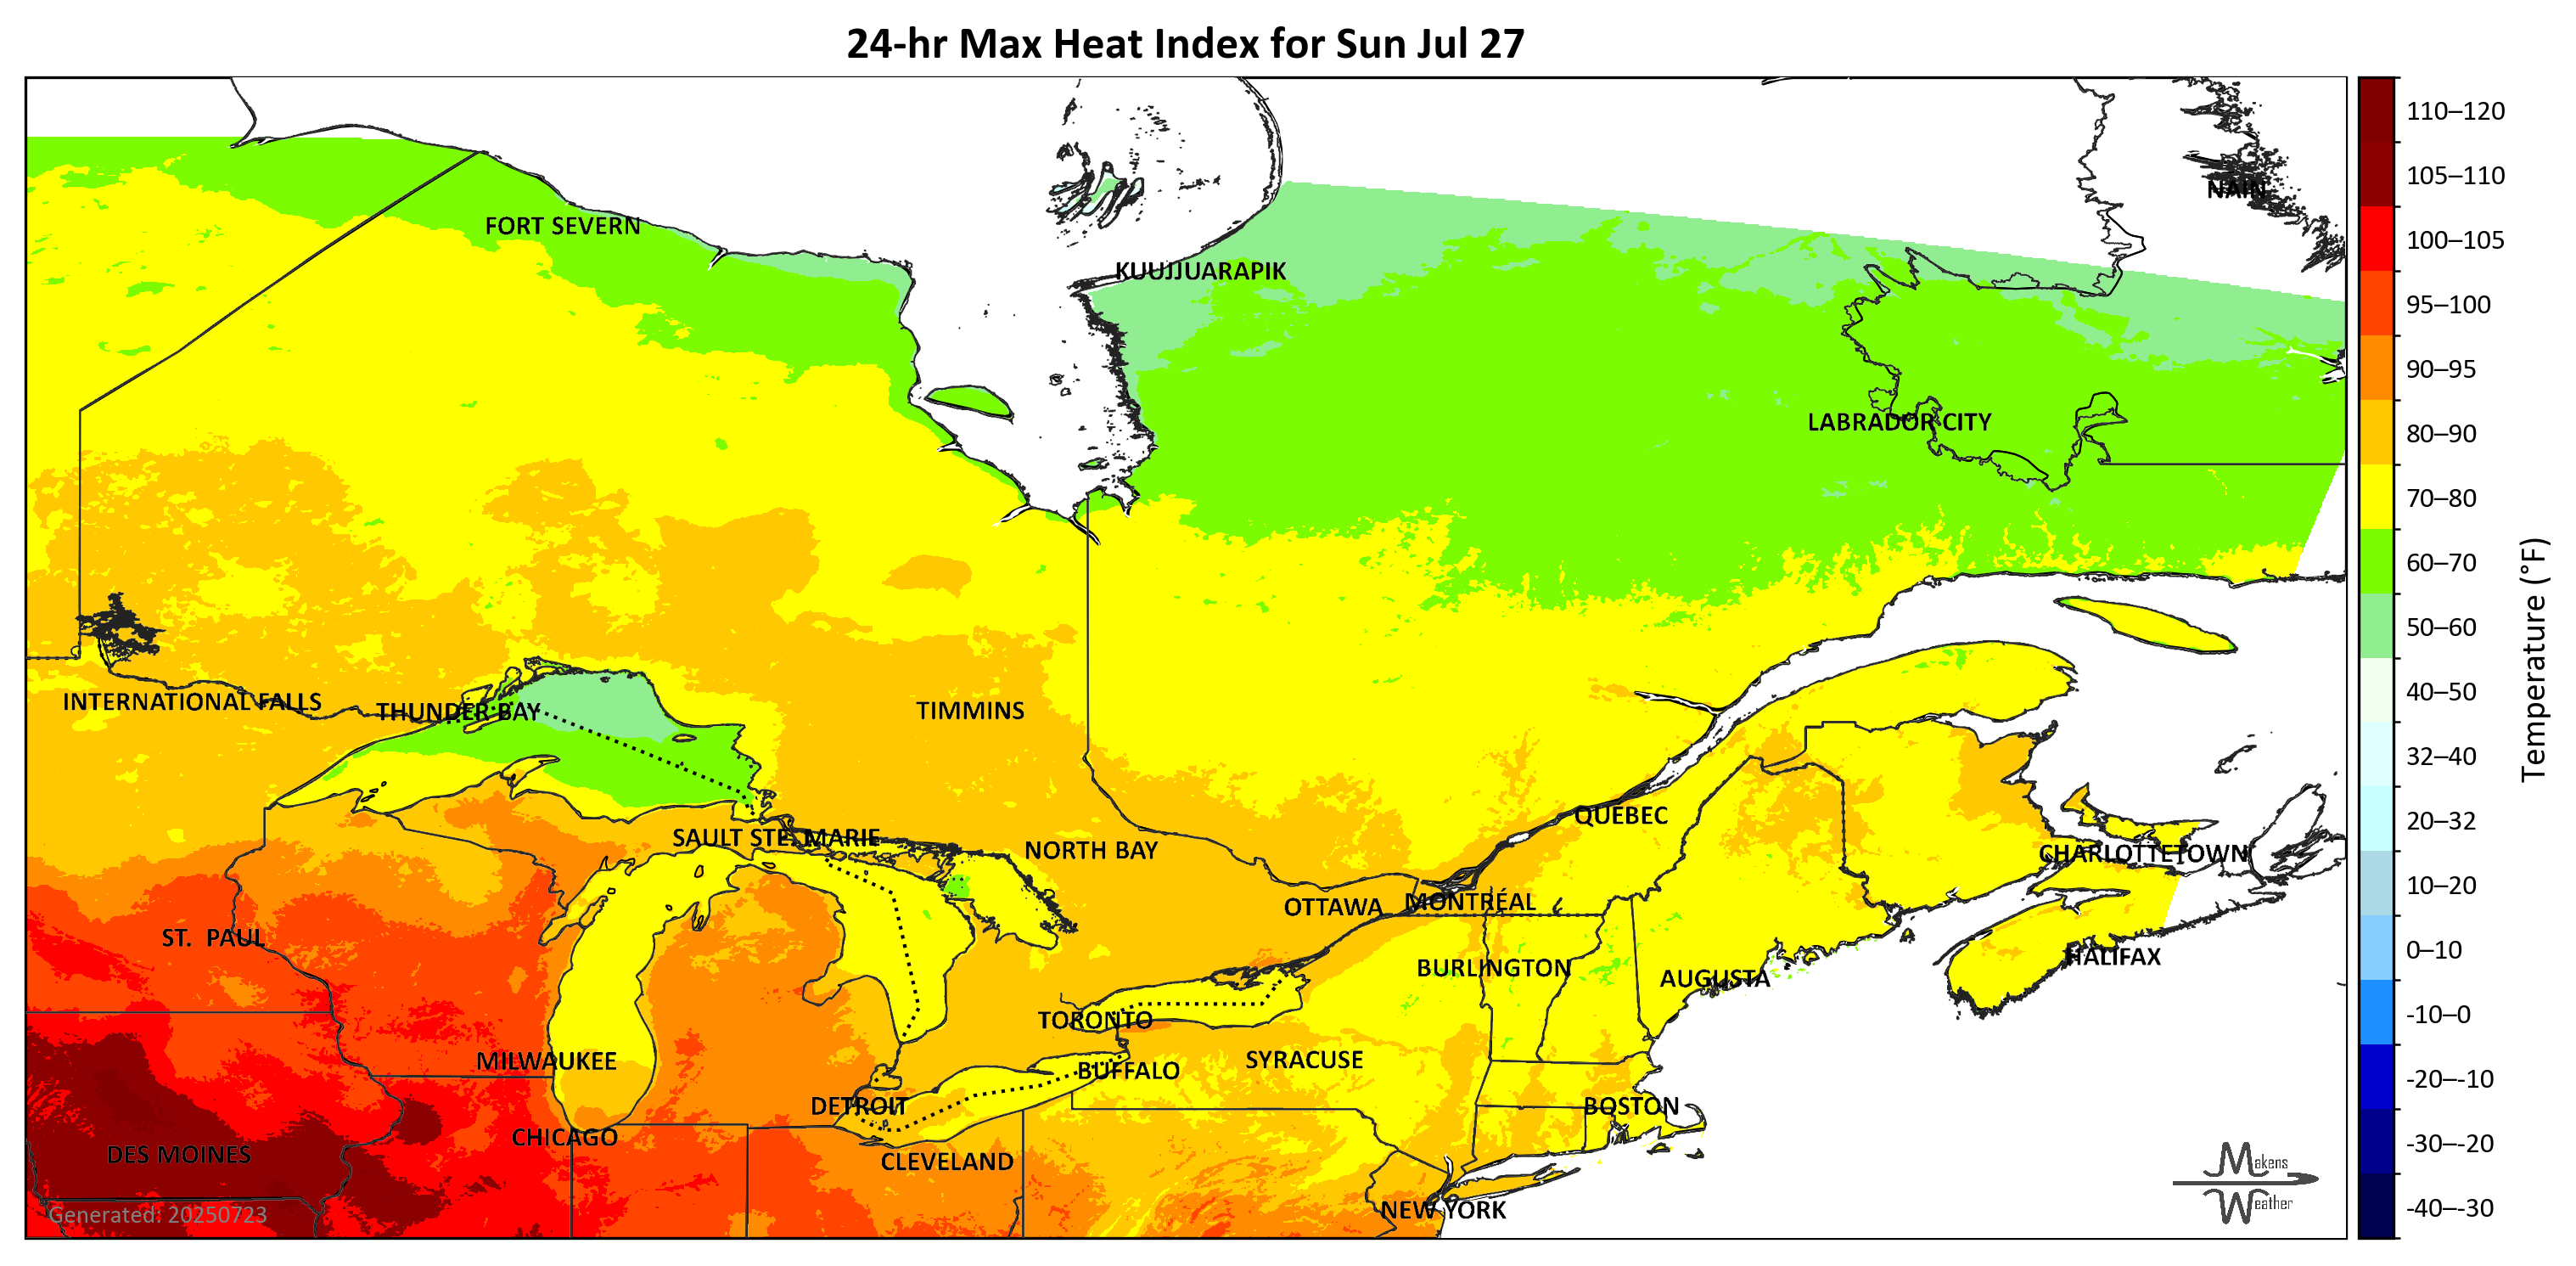 24-hr Max Heat Index for Sun Jul 27
NAIN
FORT SEVERN
KUUJJUARAPIK
LABRADOR CITY
INTERNATIONAL FALLS
THUNDER BAY
TIMMINS
QUEBEC
SAULT STE. MARIE
NORTH BAY
CHARLOTTETOWN
OTTAWA
MONTRÉAL
ST. PAUL
HALIFAX
BURLINGTON
AUGUSTA
TORONTO
MILWAUKEE
SYRACUSE
BUFFALO
DETROIT
BOSTON
CHICAGO
DES MOINES
CLEVELAND
NEW YORK
Generated: 20250723
Makens
Weather
110–120
105–110
100–105
95–100
90–95
80–90
70–80
60–70
50–60
40–50
32–40
20–32
10–20
0–10
-10–0
-20–-10
-30–-20
-40–-30
Temperature (°F)